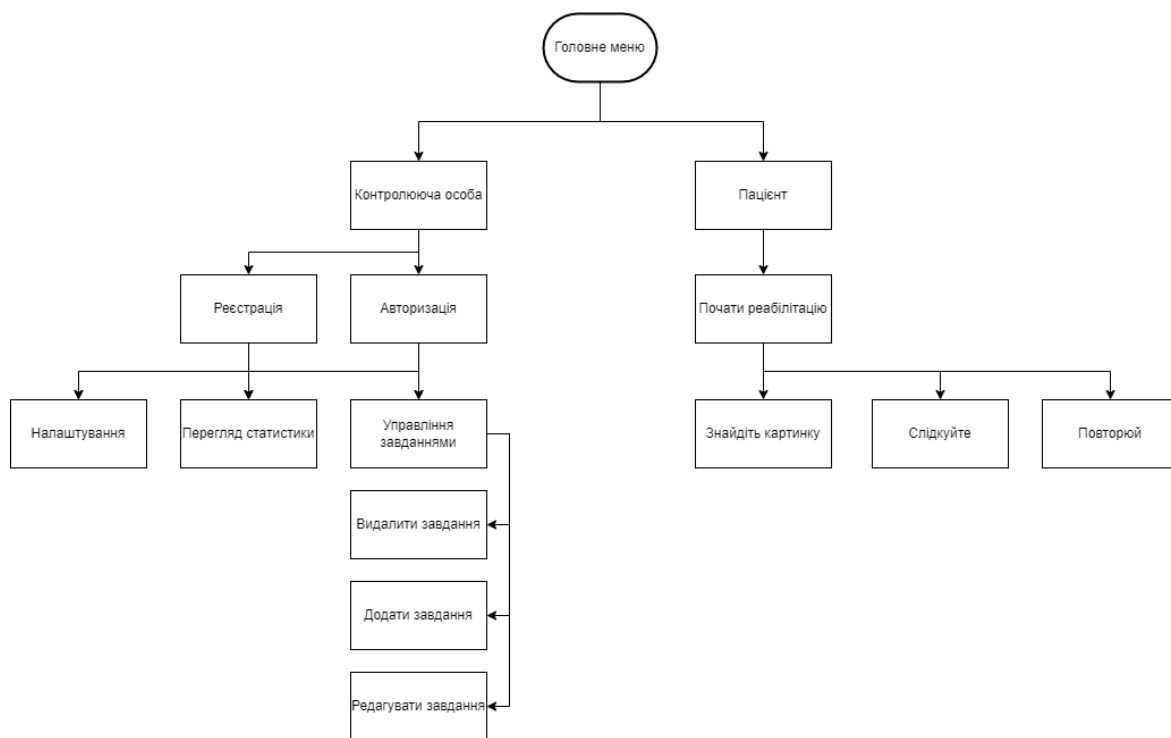 Головне меню
Контролююча особа
Пацієнт
Реєстрація
Авторизація
Почати реабілітацію
Налаштування
Перегляд статистики
Управління
завданнями
Знайдіть картинку
Слідкуйте
Повторюй
Видалити завдання
Додати завдання
Редагувати завдання